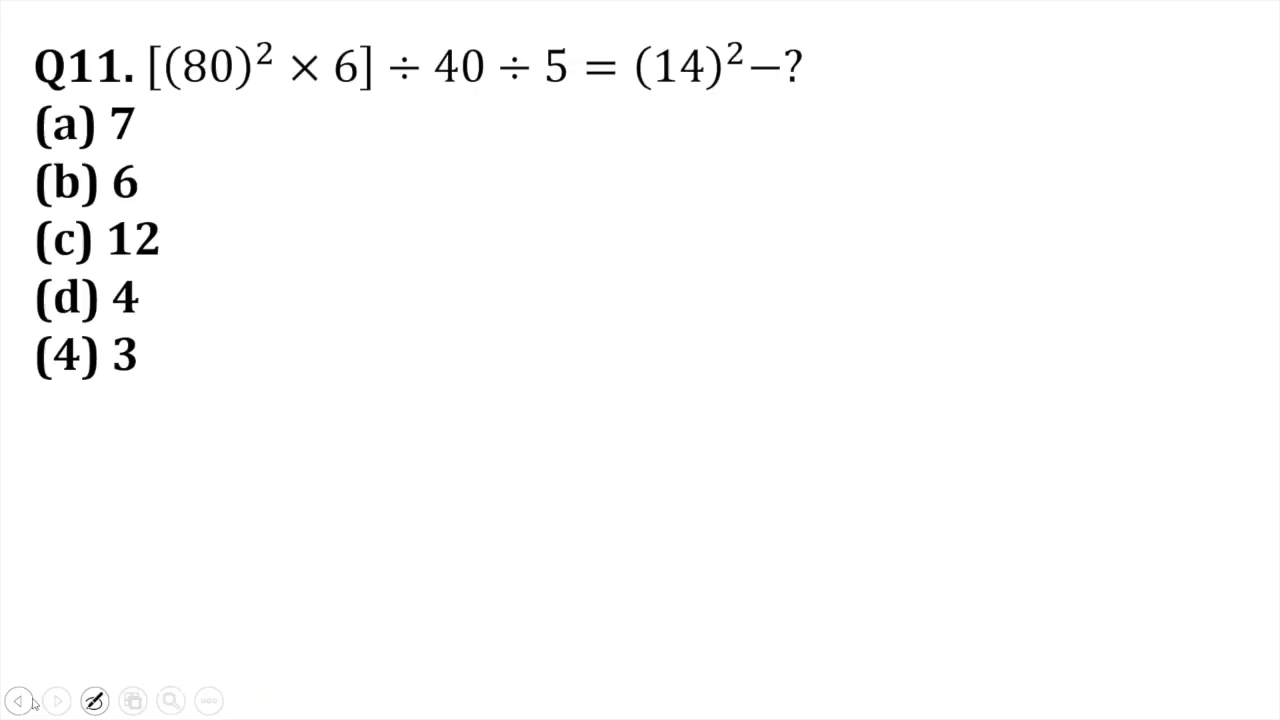 Q11. [(80)² × 6] ÷ 40 ÷ 5 = (14)² −?
(a) 7
(b) 6
(c) 12
(d) 4
(4) 3